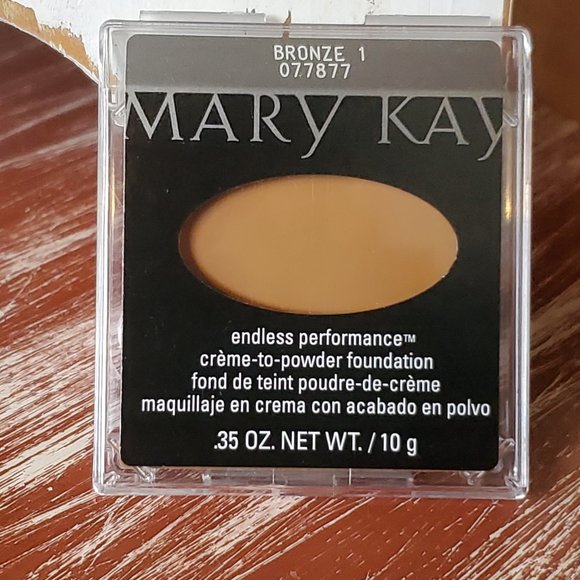 BRONZE 1
077877
MARY KAY
endless performance™
crème-to-powder foundation
fond de teint poudre-de-crème
maquillaje en crema con acabado en polvo
.35 OZ. NET WT. / 10 g